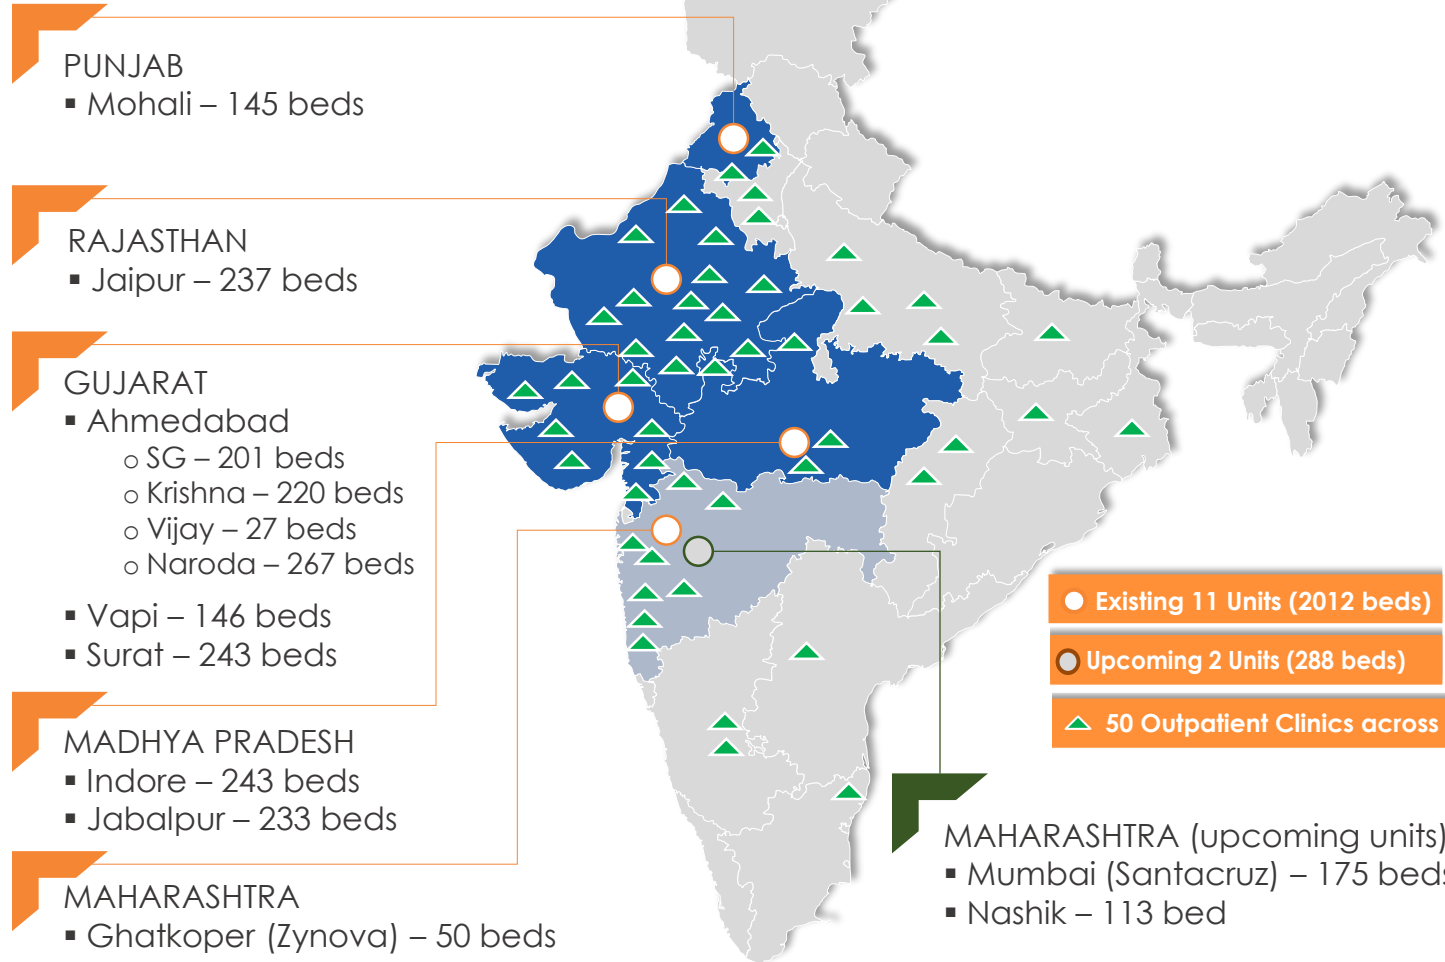 PUNJAB
▪ Mohali – 145 beds
RAJASTHAN
▪ Jaipur – 237 beds
GUJARAT
▪ Ahmedabad
o SG – 201 beds
o Krishna – 220 beds
o Vijay – 27 beds
o Naroda – 267 beds
▪ Vapi – 146 beds
▪ Surat – 243 beds
MADHYA PRADESH
▪ Indore – 243 beds
▪ Jabalpur – 233 beds
MAHARASHTRA
▪ Ghatkoper (Zynova) – 50 beds
Existing 11 Units (2012 beds)
Upcoming 2 Units (288 beds)
50 Outpatient Clinics across
MAHARASHTRA (upcoming units)
▪ Mumbai (Santacruz) – 175 beds
▪ Nashik – 113 bed